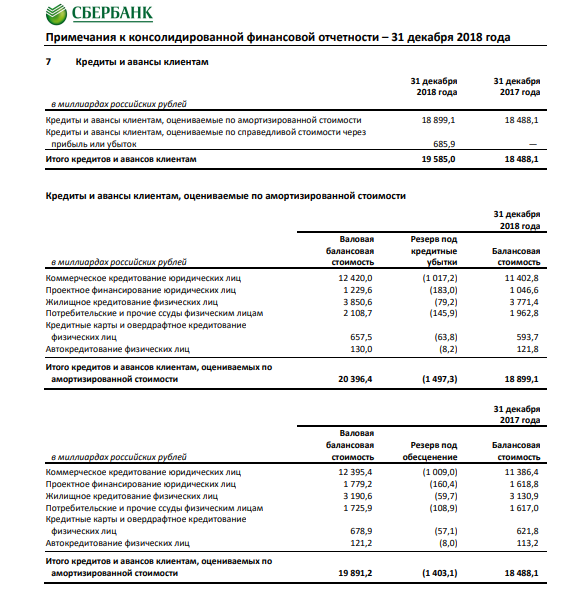 СБЕРБАНК
Примечания к консолидированной финансовой отчетности – 31 декабря 2018 года
7 Кредиты и авансы клиентам
31 декабря 31 декабря
2018 года 2017 года
в миллиардах российских рублей
Кредиты и авансы клиентам, оцениваемые по амортизированной стоимости 18 899,1 18 488,1
Кредиты и авансы клиентам, оцениваемые по справедливой стоимости через
прибыль или убыток 685,9 —
Итого кредитов и авансов клиентам 19 585,0 18 488,1
Кредиты и авансы клиентам, оцениваемые по амортизированной стоимости
31 декабря
2018 года
Валовая Резерв под
балансовая кредитные Балансовая
в миллиардах российских рублей стоимость убытки стоимость
Коммерческое кредитование юридических лиц 12 420,0 (1 017,2) 11 402,8
Проектное финансирование юридических лиц 1 229,6 (183,0) 1 046,6
Жилищное кредитование физических лиц 3 850,6 (79,2) 3 771,4
Потребительские и прочие ссуды физическим лицам 2 108,7 (145,9) 1 962,8
Кредитные карты и овердрафтное кредитование
физических лиц 657,5 (63,8) 593,7
Автокредитование физических лиц 130,0 (8,2) 121,8
Итого кредитов и авансов клиентам, оцениваемых по
амортизированной стоимости 20 396,4 (1 497,3) 18 899,1
31 декабря
2017 года
Валовая
балансовая Резерв под Балансовая
в миллиардах российских рублей стоимость обесценение стоимость
Коммерческое кредитование юридических лиц 12 395,4 (1 009,0) 11 386,4
Проектное финансирование юридических лиц 1 779,2 (160,4) 1 618,8
Жилищное кредитование физических лиц 3 190,6 (59,7) 3 130,9
Потребительские и прочие ссуды физическим лицам 1 725,9 (108,9) 1 617,0
Кредитные карты и овердрафтное кредитование
физических лиц 678,9 (57,1) 621,8
Автокредитование физических лиц 121,2 (8,0) 113,2
Итого кредитов и авансов клиентам, оцениваемых по
амортизированной стоимости 19 891,2 (1 403,1) 18 488,1